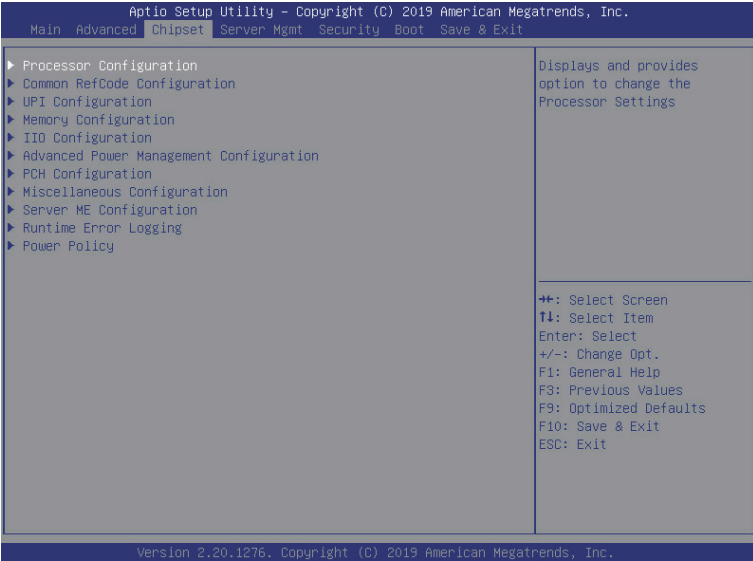 Aptio Setup Utility – Copyright (C) 2019 American Megatrends, Inc.
Main Advanced Chipset Server Mgmt Security Boot Save & Exit
Processor Configuration
Common RefCode Configuration
UPI Configuration
Memory Configuration
IIO Configuration
Advanced Power Management Configuration
PCH Configuration
Miscellaneous Configuration
Server ME Configuration
Runtime Error Logging
Power Policy
Displays and provides
option to change the
Processor Settings
→←: Select Screen
↑↓: Select Item
Enter: Select
+/-: Change Opt.
F1: General Help
F3: Previous Values
F9: Optimized Defaults
F10: Save & Exit
ESC: Exit
Version 2.20.1276. Copyright (C) 2019 American Megatrends, Inc.